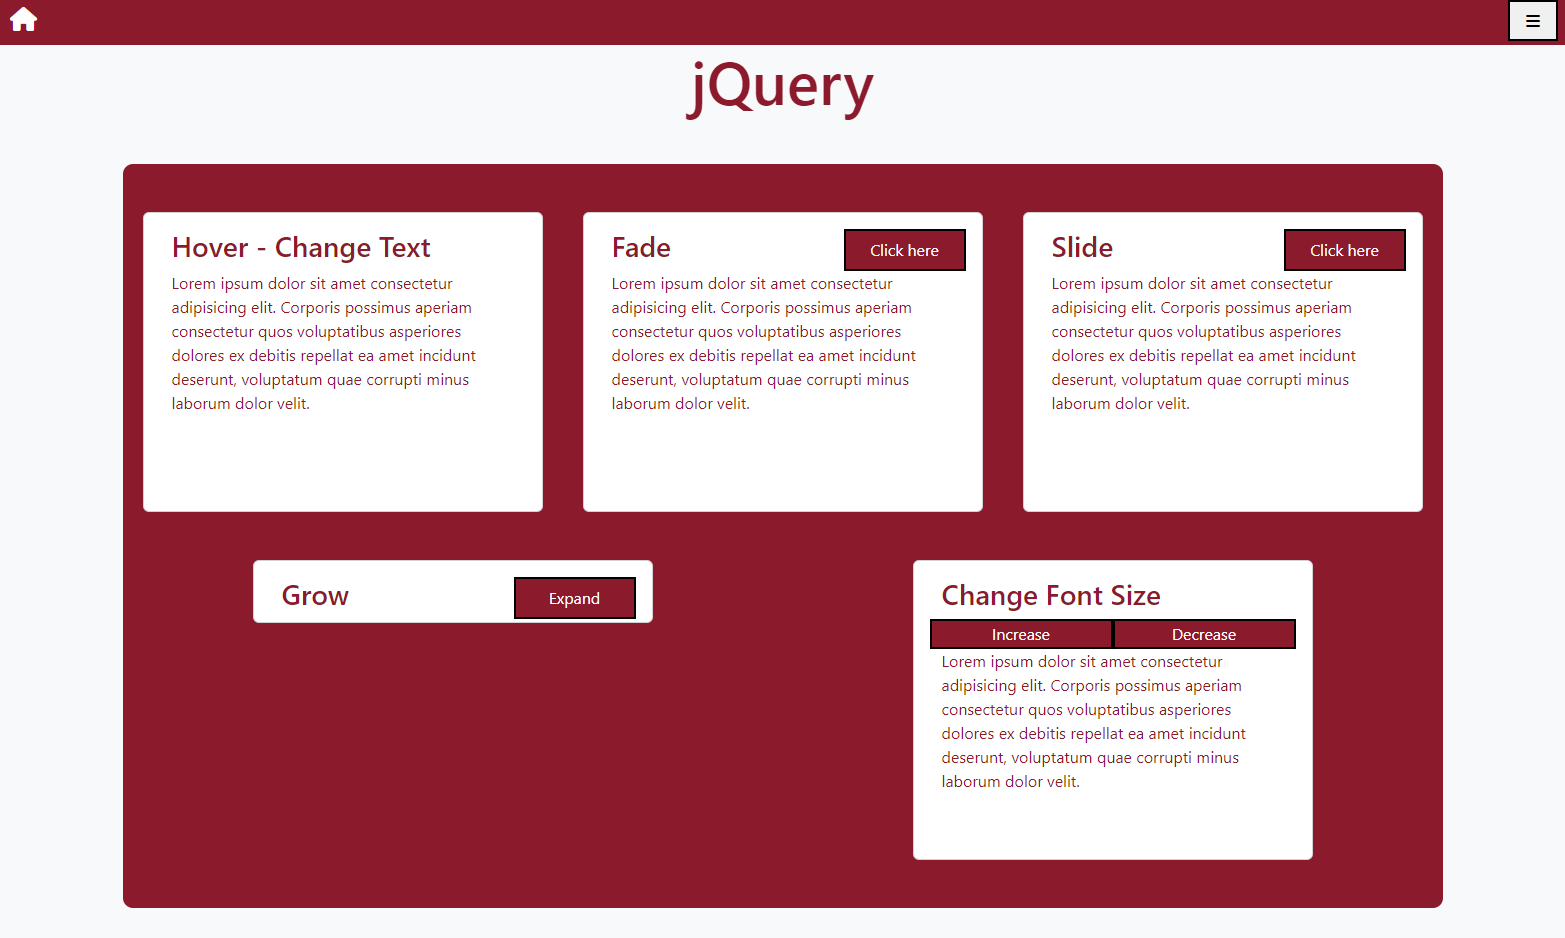 jQuery
Hover - Change Text
Lorem ipsum dolor sit amet consectetur
adipisicing elit. Corporis possimus aperiam
consectetur quos voluptatibus asperiores
dolores ex debitis repellat ea amet incidunt
deserunt, voluptatum quae corrupti minus
laborum dolor velit.
Fade
Click here
Lorem ipsum dolor sit amet consectetur
adipisicing elit. Corporis possimus aperiam
consectetur quos voluptatibus asperiores
dolores ex debitis repellat ea amet incidunt
deserunt, voluptatum quae corrupti minus
laborum dolor velit.
Slide
Click here
Lorem ipsum dolor sit amet consectetur
adipisicing elit. Corporis possimus aperiam
consectetur quos voluptatibus asperiores
dolores ex debitis repellat ea amet incidunt
deserunt, voluptatum quae corrupti minus
laborum dolor velit.
Grow
Expand
Change Font Size
Increase
Decrease
Lorem ipsum dolor sit amet consectetur
adipisicing elit. Corporis possimus aperiam
consectetur quos voluptatibus asperiores
dolores ex debitis repellat ea amet incidunt
deserunt, voluptatum quae corrupti minus
laborum dolor velit.